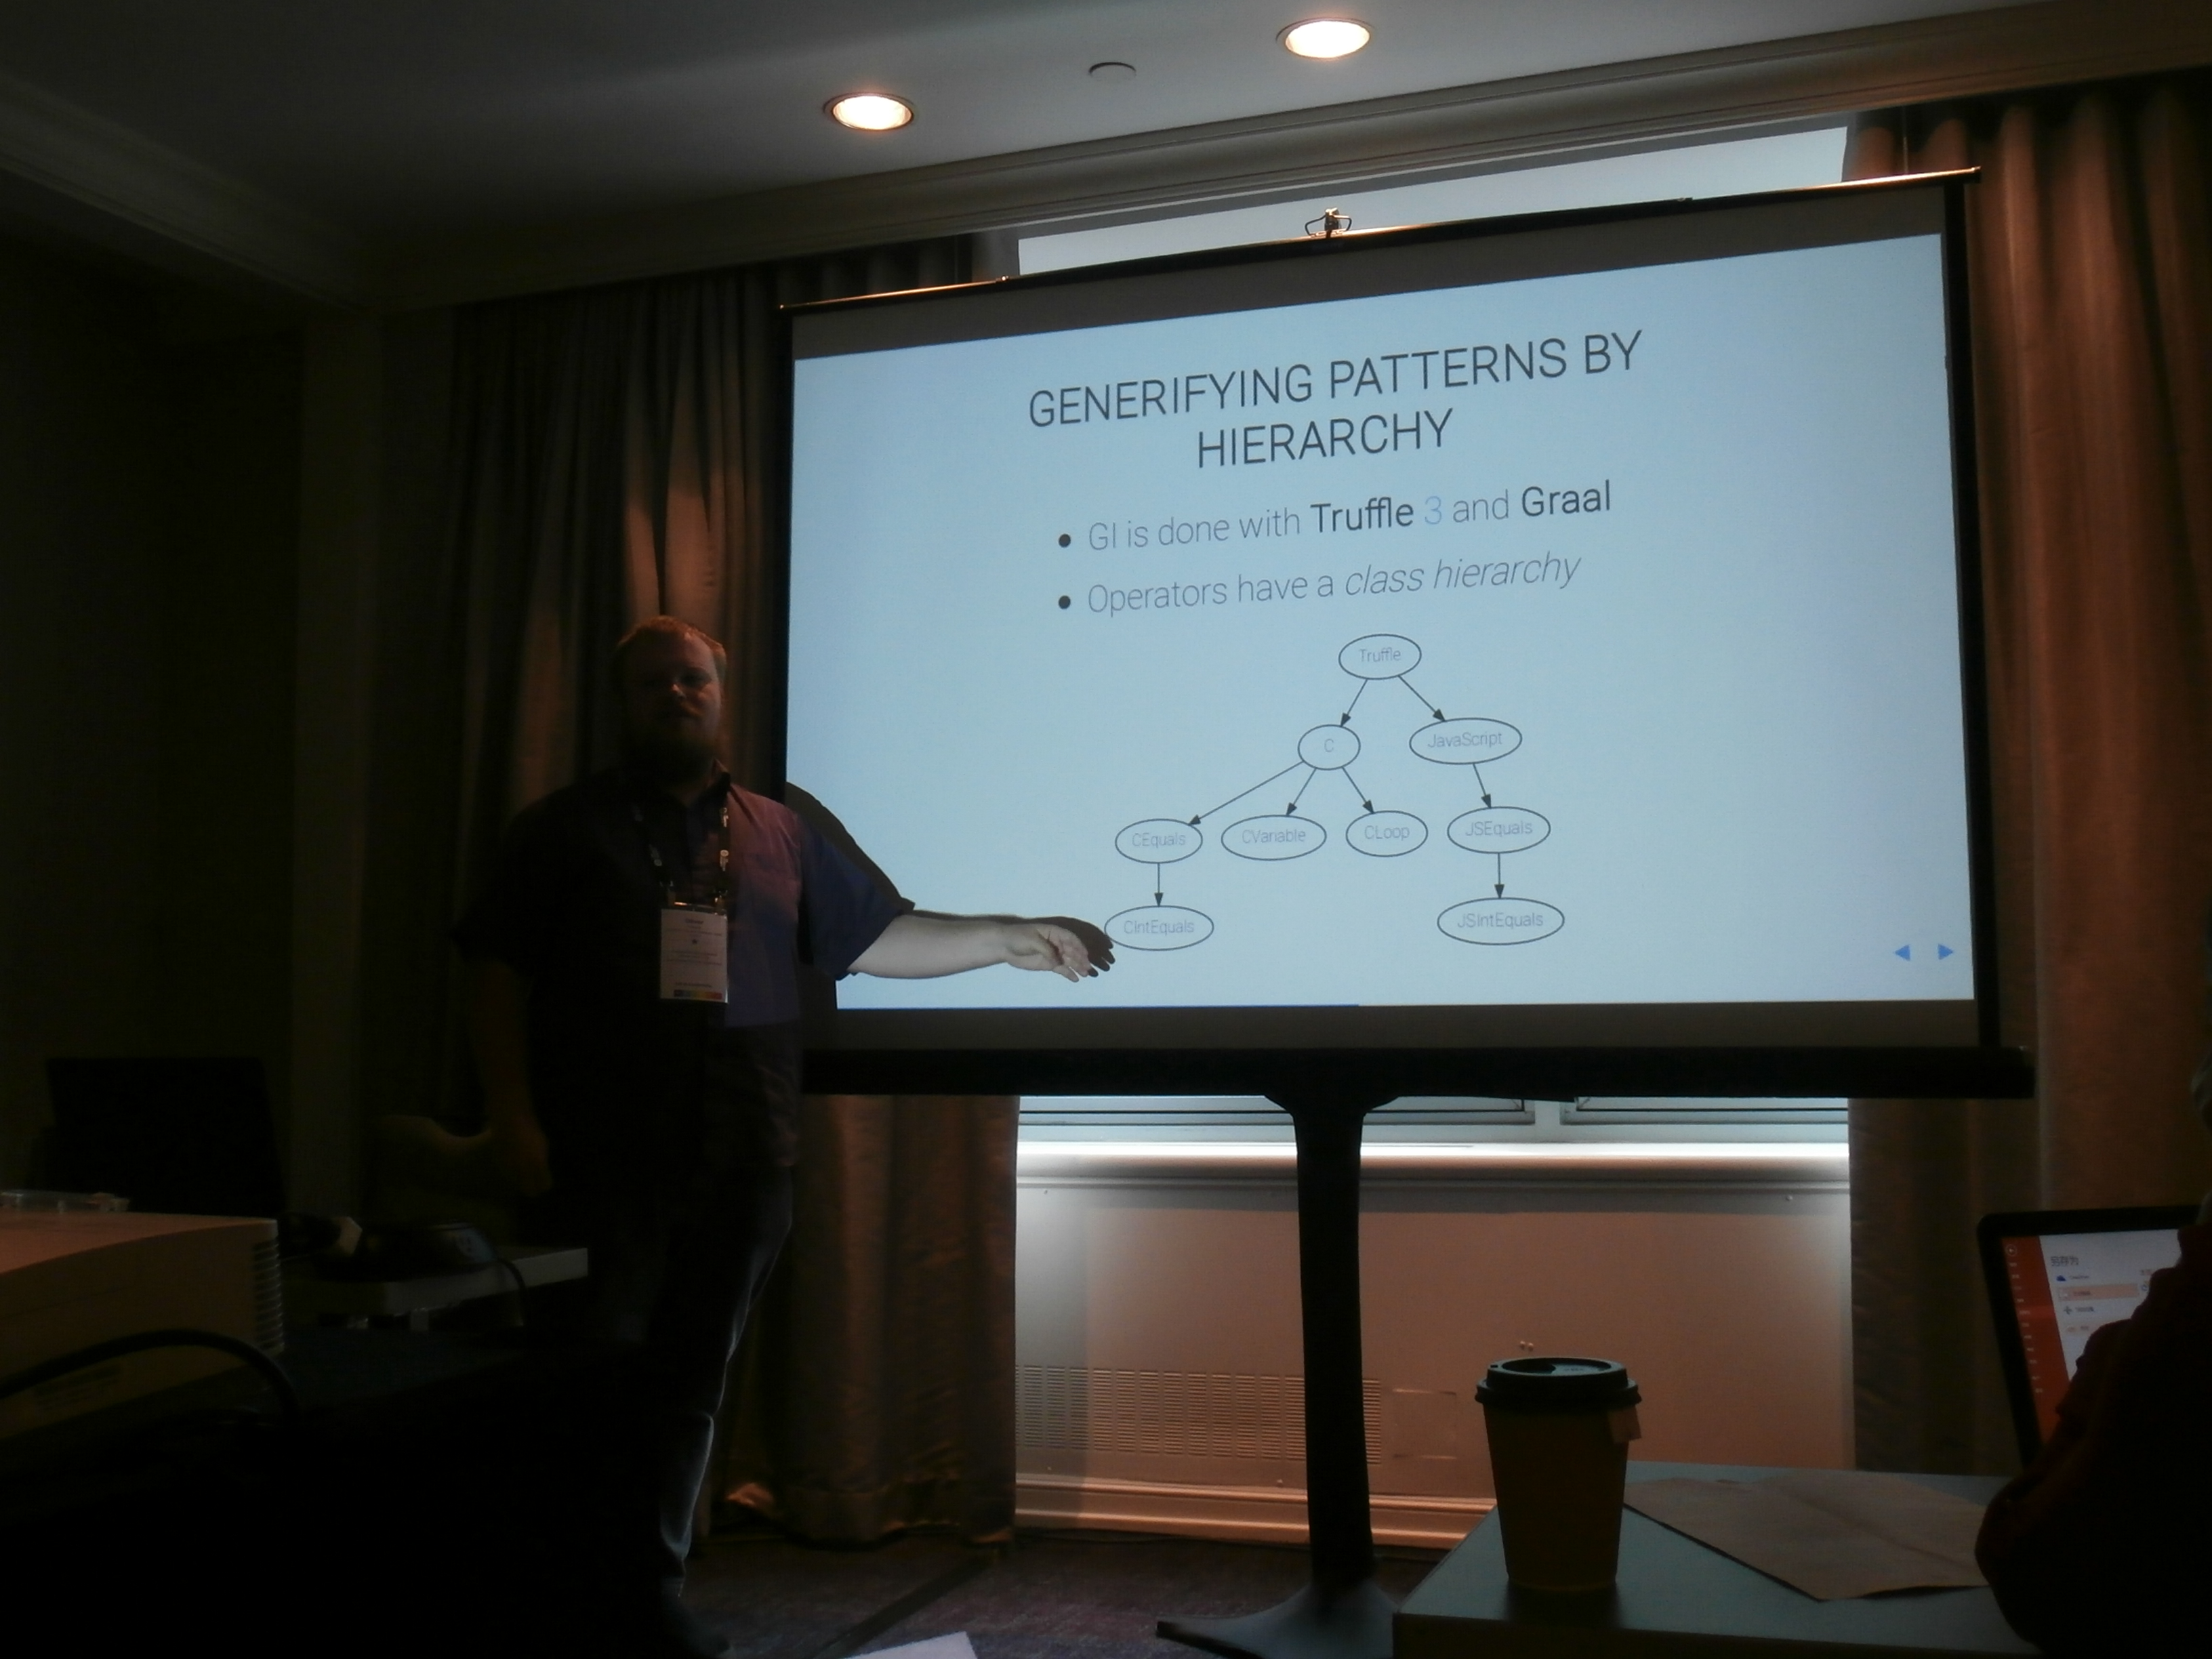 GENERIFYING PATTERNS BY
HIERARCHY
• GI is done with Truffle 3 and Graal
• Operators have a class hierarchy
Truffle
C
JavaScript
CEquals
CVariable
CLoop
JSEquals
CIntEquals
JSIntEquals